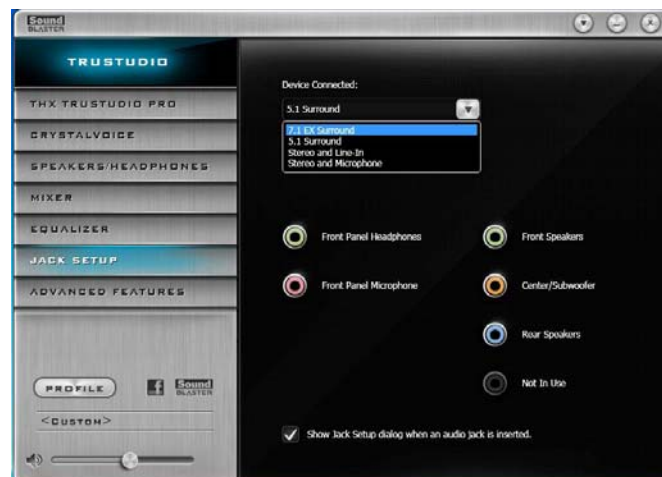 Sound
BLASTER
TRUSTUDIO
THX TRUSTUDIO PRO
CRYSTALVOICE
SPEAKERS/HEADPHONES
MIXER
EQUALIZER
JACK SETUP
ADVANCED FEATURES
PROFILE
f
Sound
BLASTER
<CUSTOM>
Device Connected:
5.1 Surround
7.1 EX Surround
5.1 Surround
Stereo and Line-In
Stereo and Microphone
Front Panel Headphones
Front Speakers
Front Panel Microphone
Center/Subwoofer
Rear Speakers
Not In Use
Show Jack Setup dialog when an audio jack is inserted.